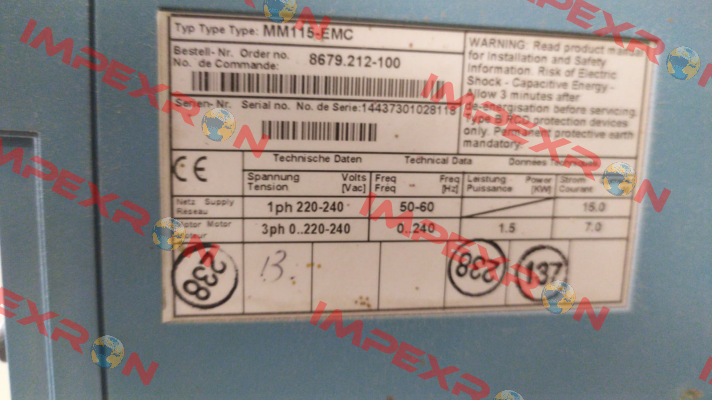 Typ Type Type: MM115-EMC
Bestell- Nr. Order no. 8679.212-100
No. de Commande:
Serien- Nr. Serial no. No. de Serie: 14437301028118
WARNING: Read product manual
for Installation and Safety
Information. Risk of Electric
Shock - Capacitive Energy-
Allow 3 minutes after
de-energisation before servicing.
Type B RCD protection devices
only. Permanent protective earth
mandatory.
CE
Technische Daten Technical Data Données Techniques
Spannung Volts Freq Freq Leistung Power Strom
Tension [Vac] Freq [Hz] Puissance [KW] Courant
Netz Supply 1ph 220-240 50-60 15.0
Reseau
Motor Motor 3ph 0..220-240 0..240 1.5 7.0
Moteur
238 13. 238 137
IMPEXRON